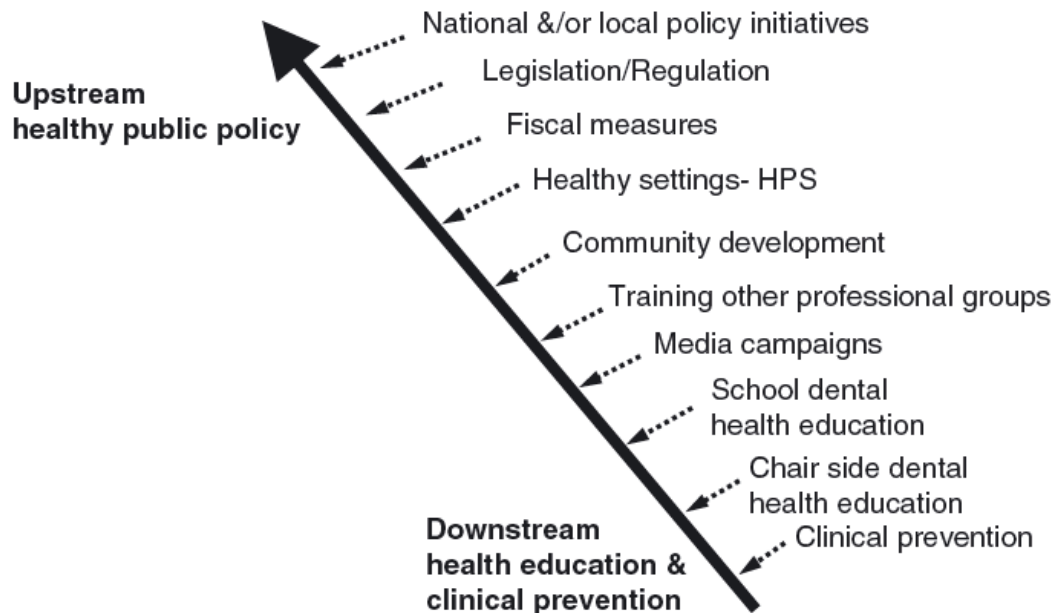 National &/or local policy initiatives
Legislation/Regulation
Upstream
healthy public policy
Fiscal measures
Healthy settings- HPS
Community development
Training other professional groups
Media campaigns
School dental
health education
Chair side dental
health education
Clinical prevention
Downstream
health education &
clinical prevention